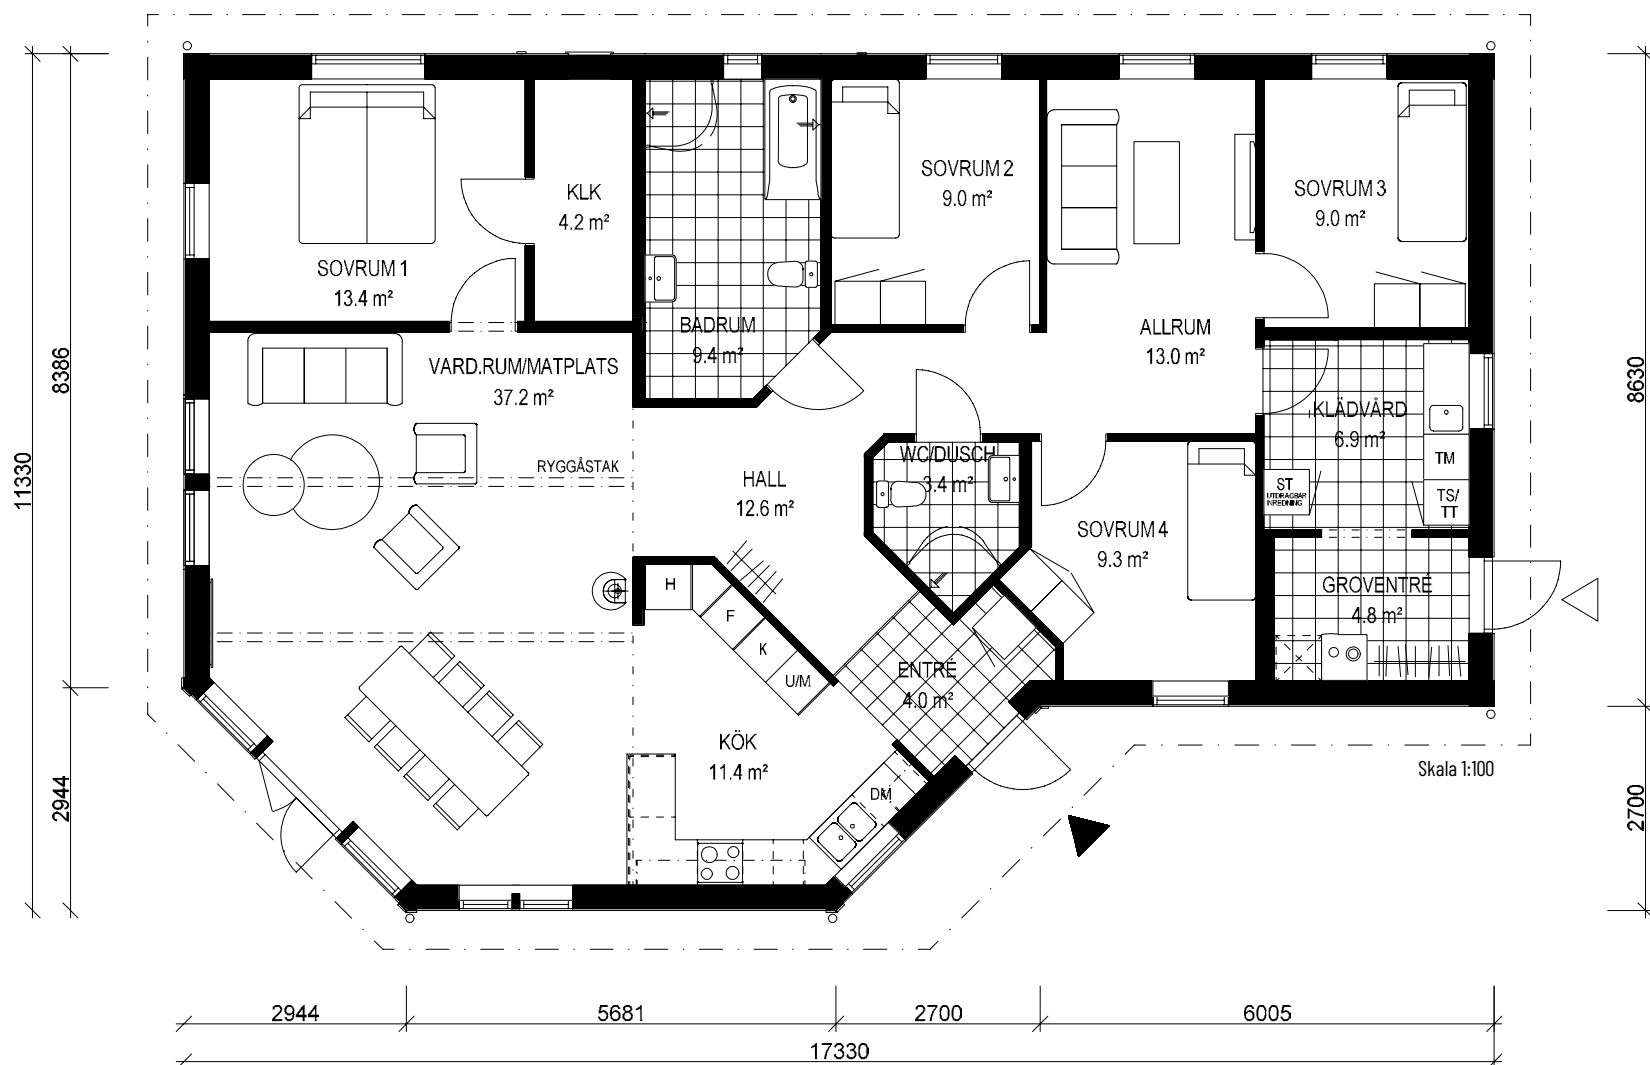 SOVRUM 1
13.4 m²
KLK
4.2 m²
BADRUM
9.4 m²
SOVRUM 2
9.0 m²
ALLRUM
13.0 m²
SOVRUM 3
9.0 m²
VARD.RUM/MATPLATS
37.2 m²
RYGGÅSTAK
HALL
12.6 m²
WC/DUSCH
3.4 m²
SOVRUM 4
9.3 m²
KLÄDVÅRD
6.9 m²
TM
TS/
TT
ST
UTDRAGBAR
INREDNING
GROVENTRÉ
4.8 m²
H
F
K
U/M
ENTRÉ
4.0 m²
KÖK
11.4 m²
DM
Skala 1:100
11330
8386
2944
8630
2700
2944
5681
2700
6005
17330